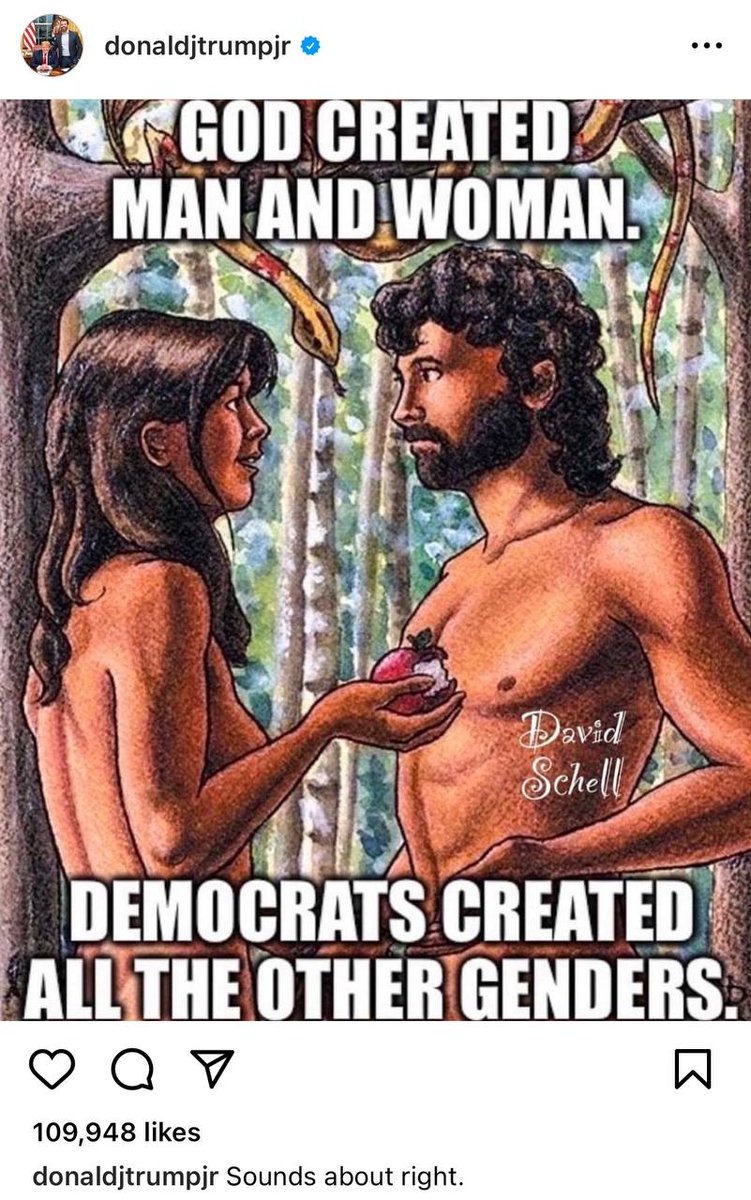 donaldjtrumpjr
GOD CREATED
MAN AND WOMAN.
David
Schell
DEMOCRATS CREATED
ALL THE OTHER GENDERS.
109,948 likes
donaldjtrumpjr Sounds about right.